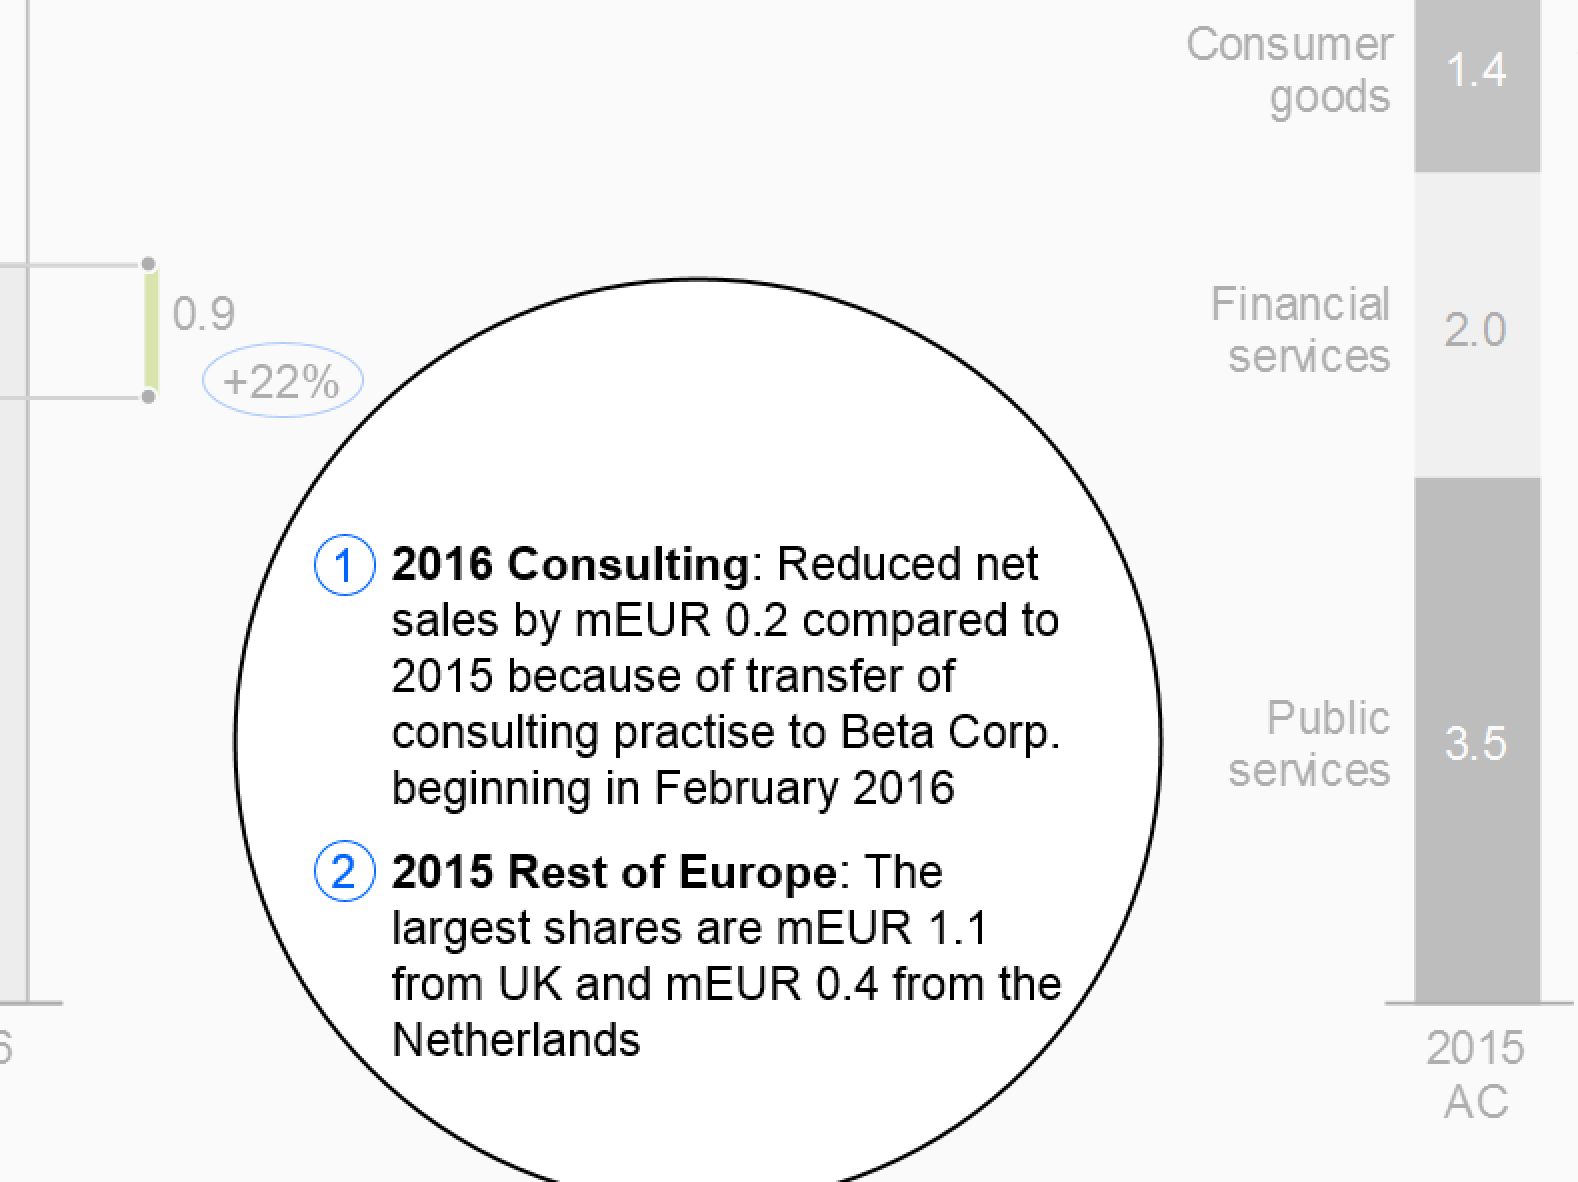 Consumer
goods
1.4
0.9
+22%
Financial
services
2.0
1 2016 Consulting: Reduced net
sales by mEUR 0.2 compared to
2015 because of transfer of
consulting practise to Beta Corp.
beginning in February 2016
2 2015 Rest of Europe: The
largest shares are mEUR 1.1
from UK and mEUR 0.4 from the
Netherlands
Public
services
3.5
6
2015
AC